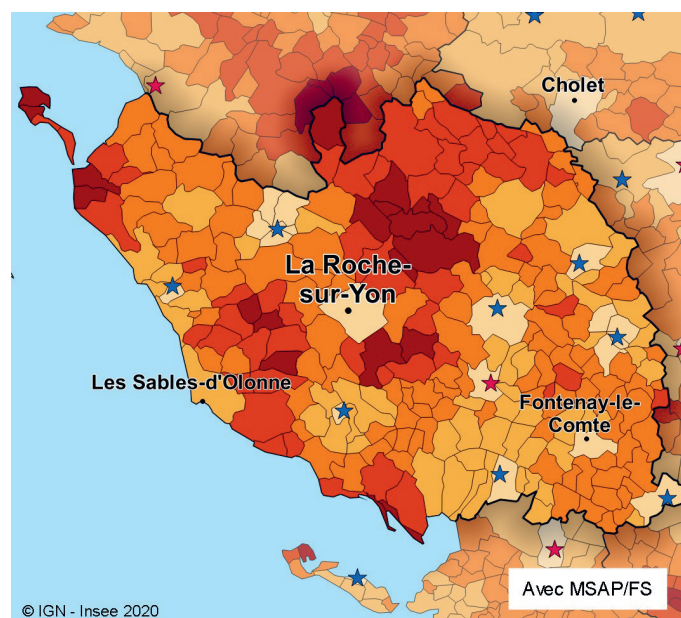 Cholet
La Roche-
sur-Yon
Les Sables-d'Olonne
Fontenay-le-
Comte
Avec MSAP/FS
© IGN - Insee 2020